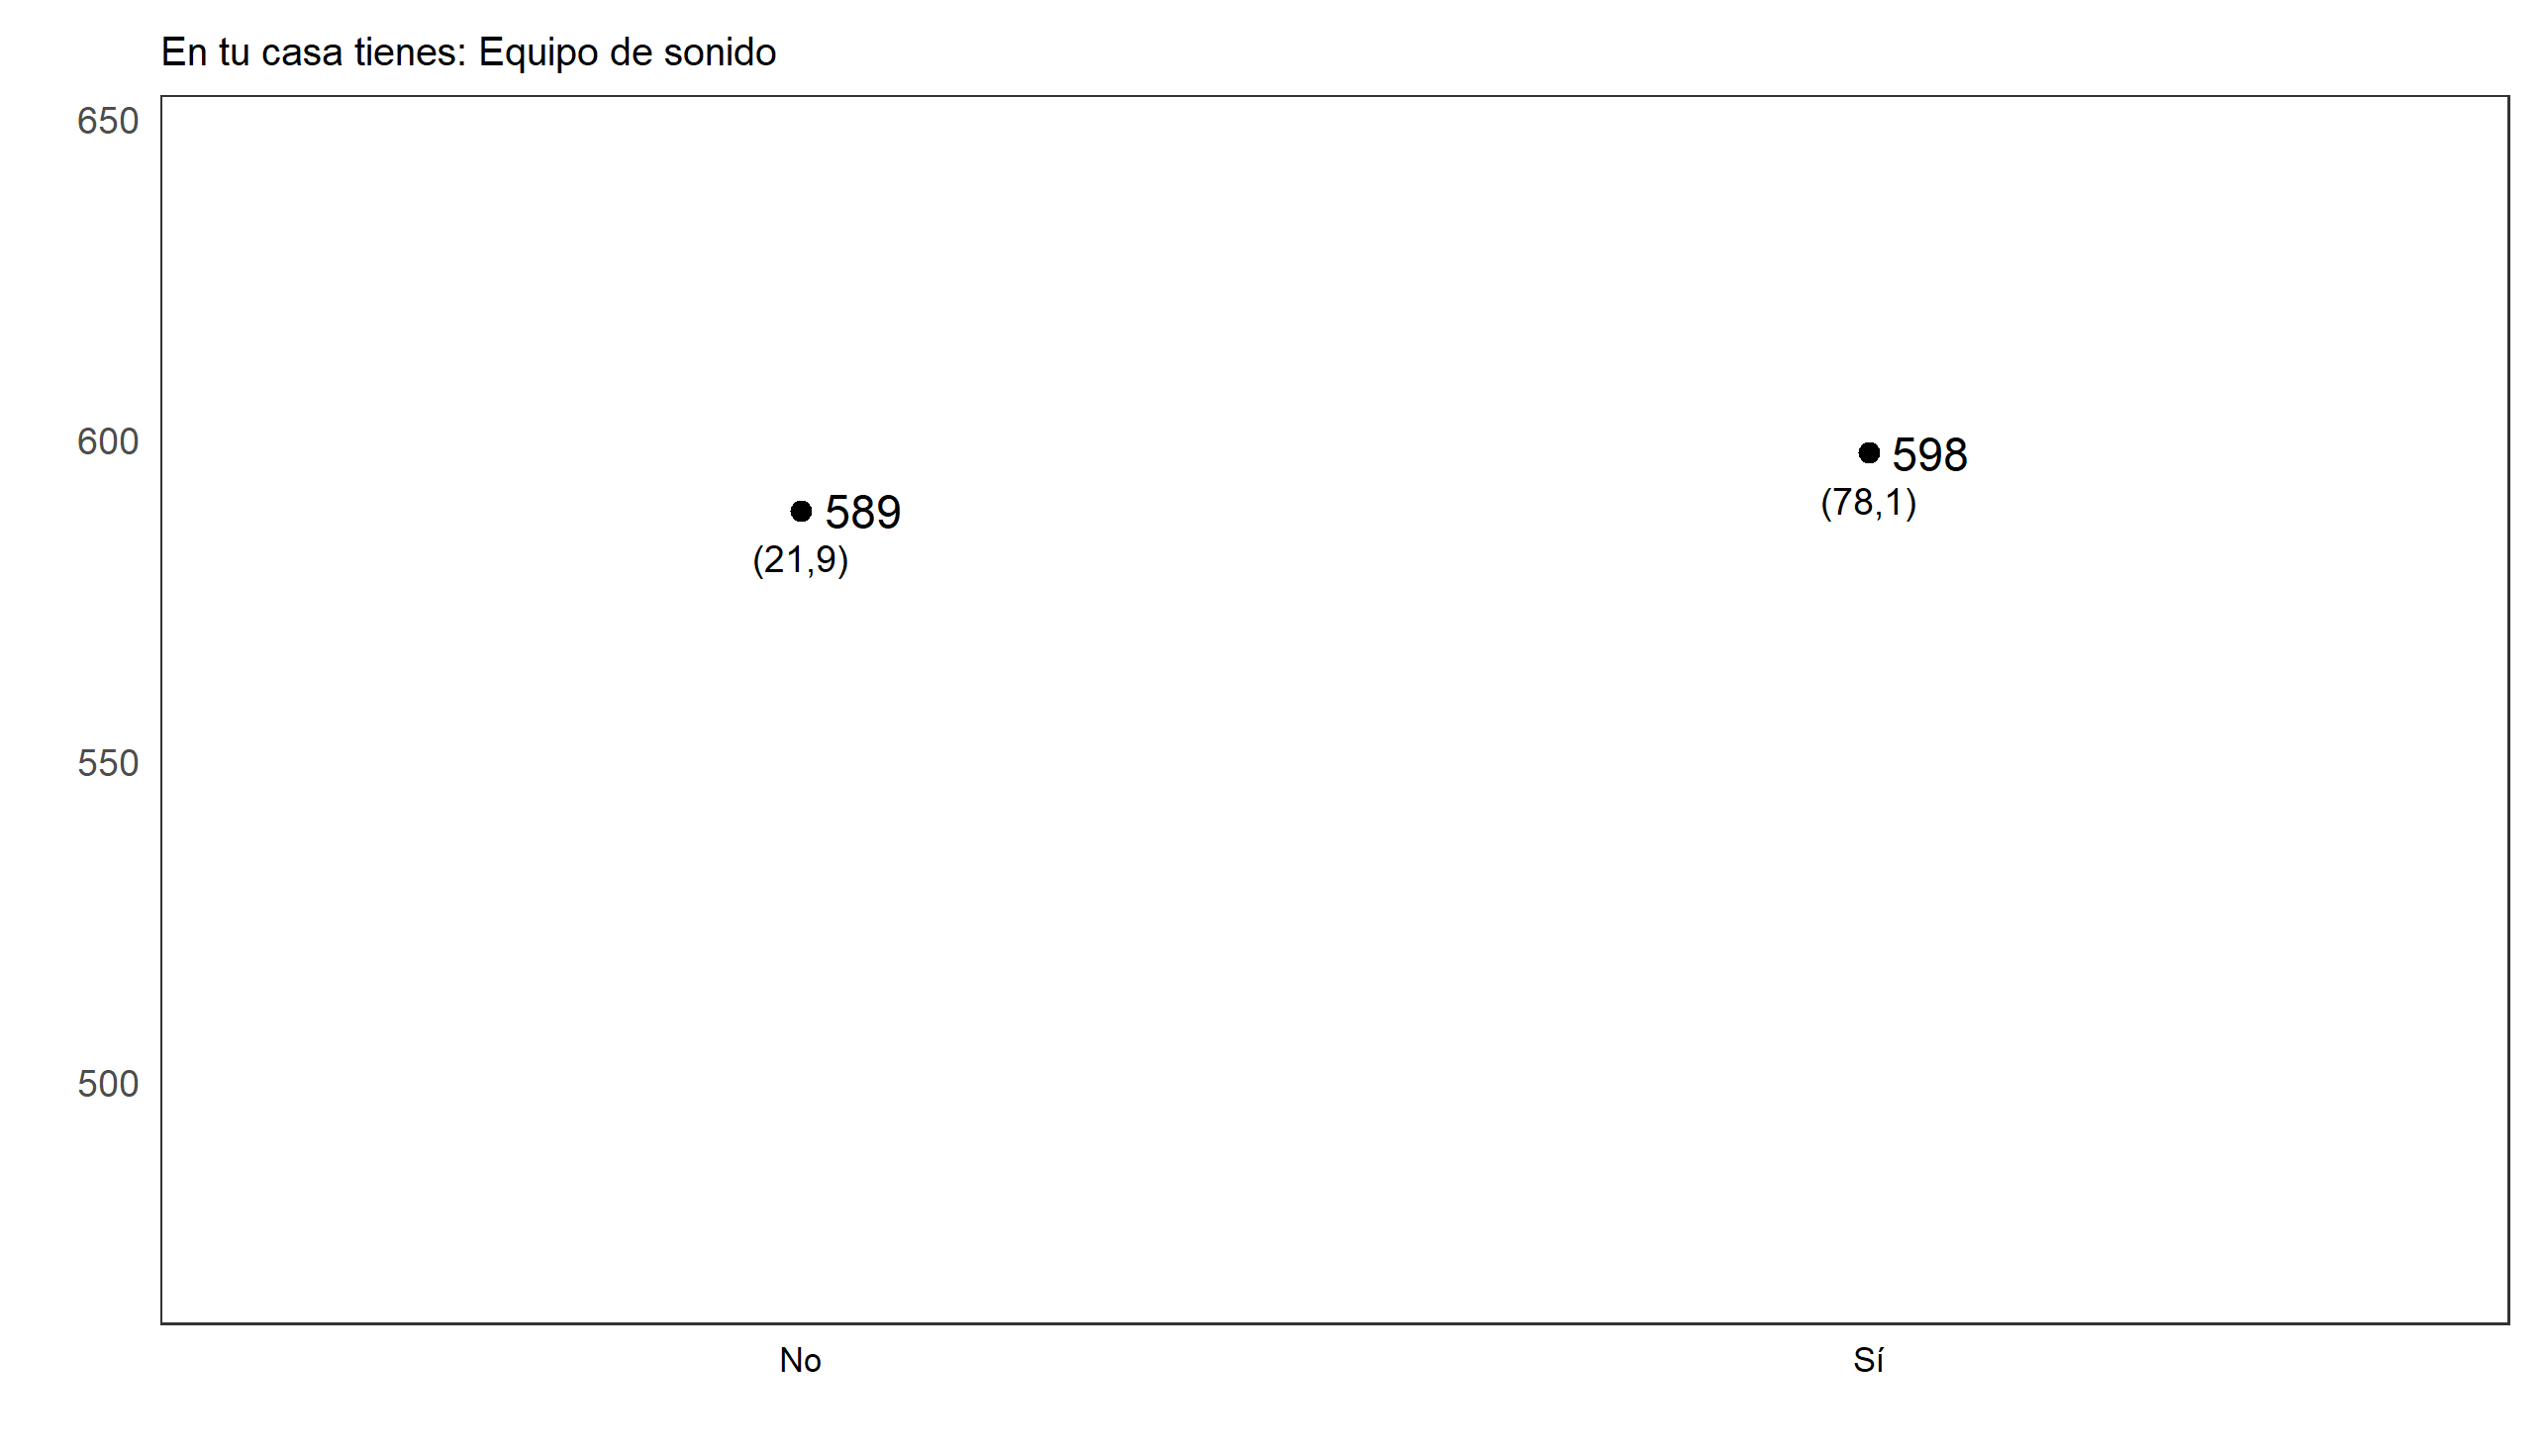 En tu casa tienes: Equipo de sonido
650
600
598
(78,1)
589
(21,9)
550
500
No
Sí